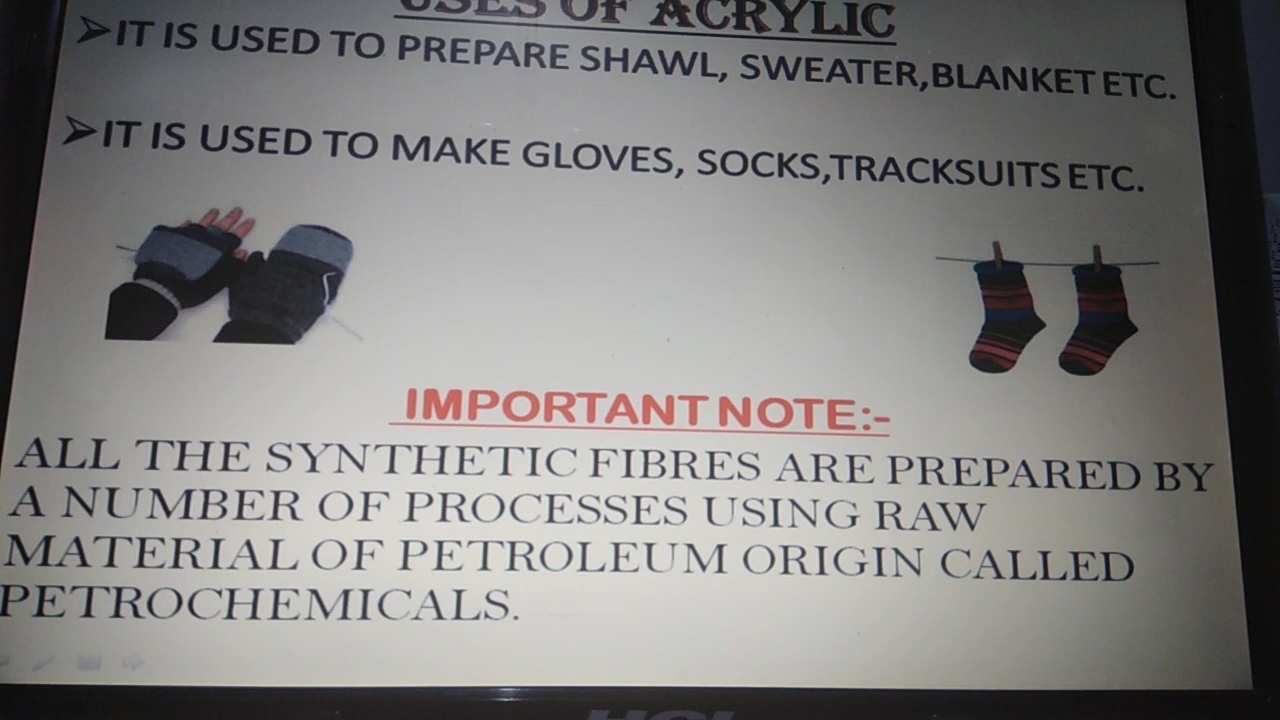 USES OF ACRYLIC
➢IT IS USED TO PREPARE SHAWL, SWEATER,BLANKET ETC.
➢IT IS USED TO MAKE GLOVES, SOCKS,TRACKSUITS ETC.
IMPORTANT NOTE:-
ALL THE SYNTHETIC FIBRES ARE PREPARED BY
A NUMBER OF PROCESSES USING RAW
MATERIAL OF PETROLEUM ORIGIN CALLED
PETROCHEMICALS.